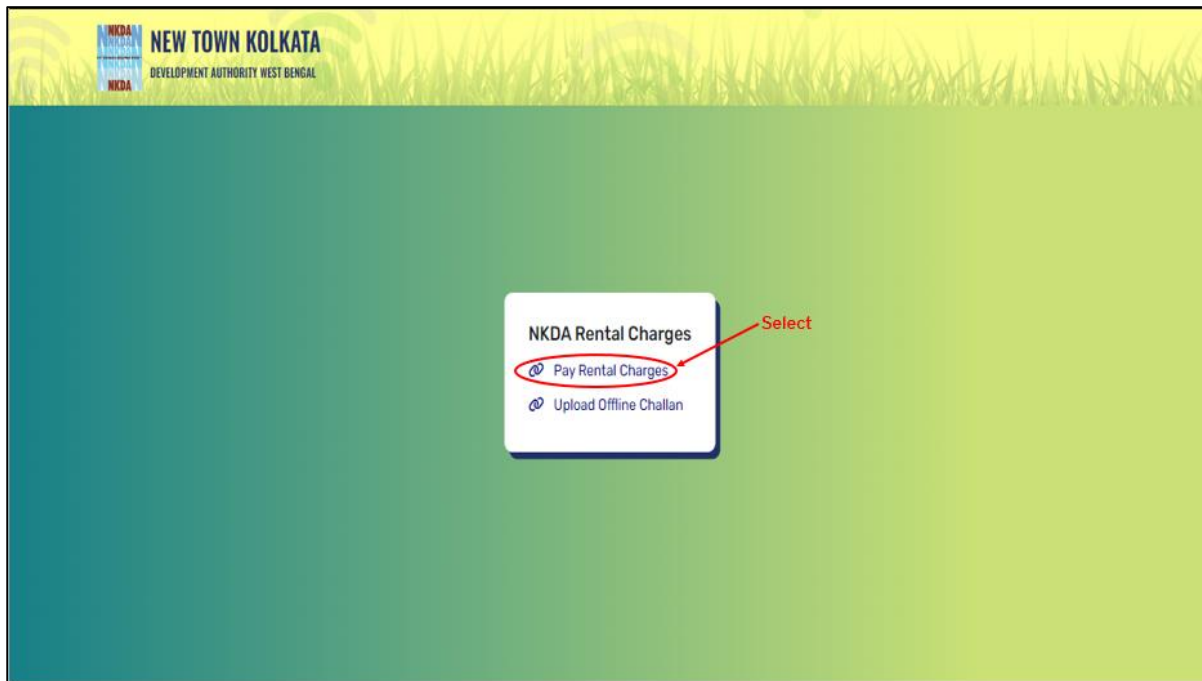 NKDA
NEW TOWN KOLKATA
DEVELOPMENT AUTHORITY WEST BENGAL
NKDA
NKDA Rental Charges
Select
Pay Rental Charges
Upload Offline Challan